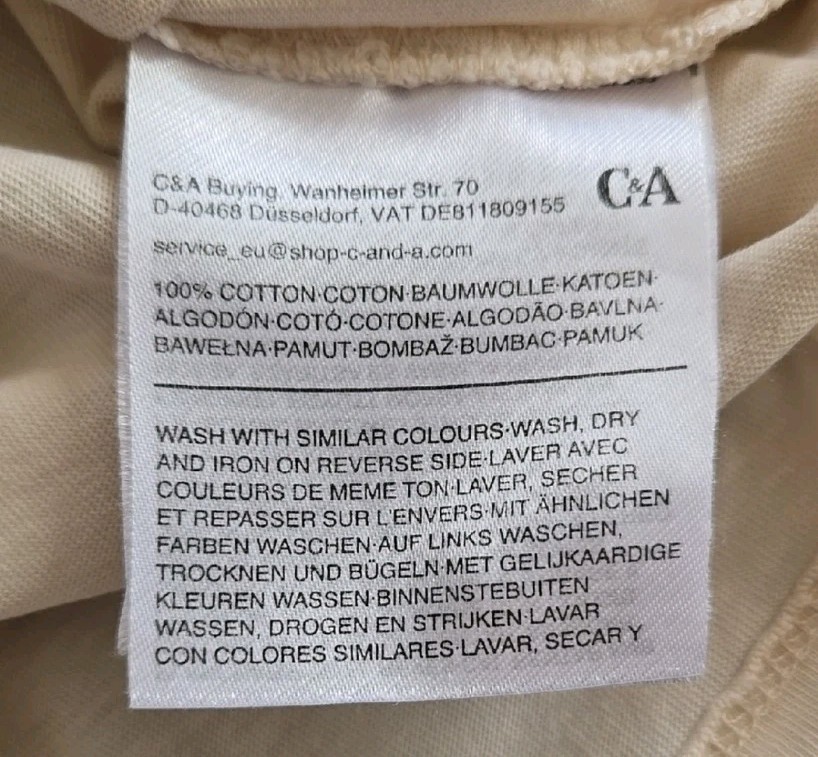 C&A Buying, Wanheimer Str. 70
D-40468 Düsseldorf, VAT DE811809155
C&A
service_eu@shop-c-and-a.com
100% COTTON·COTON·BAUMWOLLE·KATOEN·
ALGODÓN·COTÓ·COTONE·ALGODÃO·BAVLNA·
BAWEŁNA·PAMUT·BOMBAŽ·BUMBAC·PAMUK
WASH WITH SIMILAR COLOURS·WASH, DRY
AND IRON ON REVERSE SIDE·LAVER AVEC
COULEURS DE MEME TON·LAVER, SECHER
ET REPASSER SUR L'ENVERS·MIT ÄHNLICHEN
FARBEN WASCHEN·AUF LINKS WASCHEN,
TROCKNEN UND BÜGELN·MET GELIJKAARDIGE
KLEUREN WASSEN·BINNENSTEBUITEN
WASSEN, DROGEN EN STRIJKEN·LAVAR
CON COLORES SIMILARES·LAVAR, SECAR Y